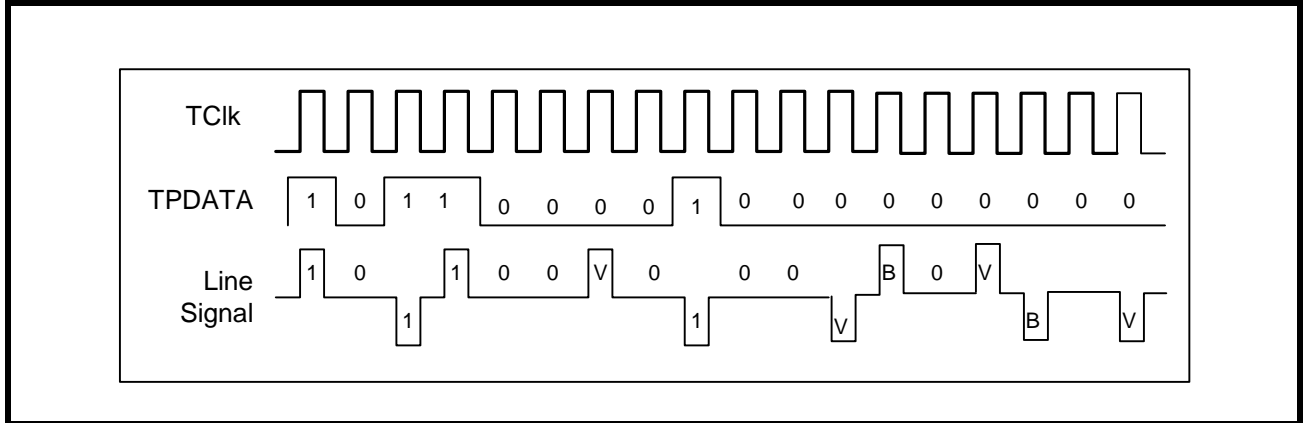 TClk
TPDATA 1 0 1 1 0 0 0 0 1 0 0 0 0 0 0 0 0 0
Line 1 0 1 0 0 V 0 0 0 B 0 V
Signal 1 1 V B V